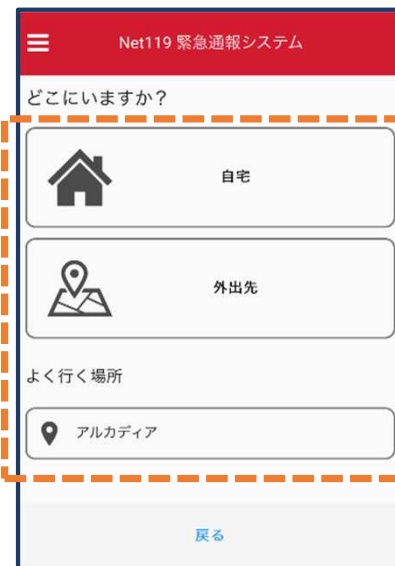 Net119 緊急通報システム
どこにいますか？
自宅
外出先
よく行く場所
アルカディア
戻る